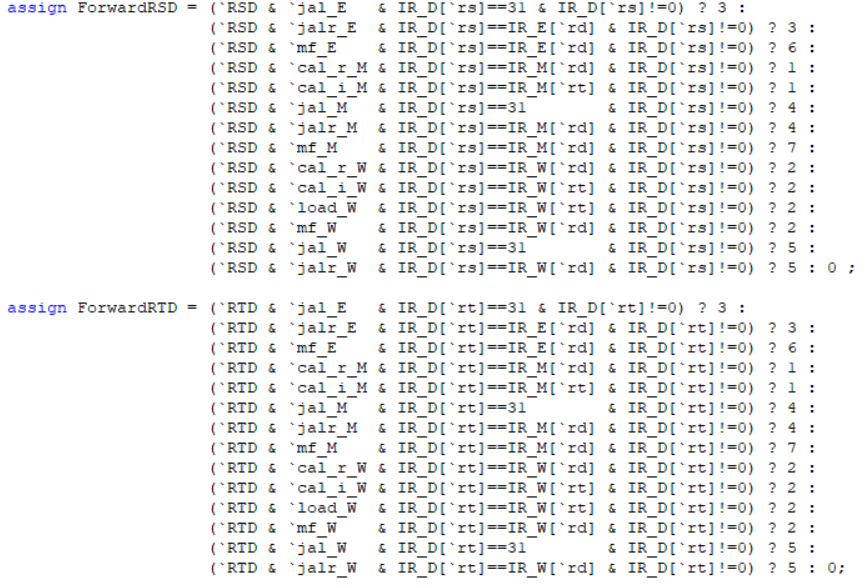 assign ForwardRSD = (`RSD & `jal_E   & IR_D[`rs]==31 & IR_D[`rs]!=0) ? 3 :
(`RSD & `jalr_E  & IR_D[`rs]==IR_E[`rd] & IR_D[`rs]!=0) ? 3 :
(`RSD & `mf_E    & IR_D[`rs]==IR_E[`rd] & IR_D[`rs]!=0) ? 6 :
(`RSD & `cal_r_M & IR_D[`rs]==IR_M[`rd] & IR_D[`rs]!=0) ? 1 :
(`RSD & `cal_i_M & IR_D[`rs]==IR_M[`rt] & IR_D[`rs]!=0) ? 1 :
(`RSD & `jal_M   & IR_D[`rs]==31        & IR_D[`rs]!=0) ? 4 :
(`RSD & `jalr_M  & IR_D[`rs]==IR_M[`rd] & IR_D[`rs]!=0) ? 4 :
(`RSD & `mf_M    & IR_D[`rs]==IR_M[`rd] & IR_D[`rs]!=0) ? 7 :
(`RSD & `cal_r_W & IR_D[`rs]==IR_W[`rd] & IR_D[`rs]!=0) ? 2 :
(`RSD & `cal_i_W & IR_D[`rs]==IR_W[`rt] & IR_D[`rs]!=0) ? 2 :
(`RSD & `load_W  & IR_D[`rs]==IR_W[`rt] & IR_D[`rs]!=0) ? 2 :
(`RSD & `mf_W    & IR_D[`rs]==IR_W[`rd] & IR_D[`rs]!=0) ? 2 :
(`RSD & `jal_W   & IR_D[`rs]==31        & IR_D[`rs]!=0) ? 5 :
(`RSD & `jalr_W  & IR_D[`rs]==IR_W[`rd] & IR_D[`rs]!=0) ? 5 : 0 ;
assign ForwardRTD = (`RTD & `jal_E   & IR_D[`rt]==31 & IR_D[`rt]!=0) ? 3 :
(`RTD & `jalr_E  & IR_D[`rt]==IR_E[`rd] & IR_D[`rt]!=0) ? 3 :
(`RTD & `mf_E    & IR_D[`rt]==IR_E[`rd] & IR_D[`rt]!=0) ? 6 :
(`RTD & `cal_r_M & IR_D[`rt]==IR_M[`rd] & IR_D[`rt]!=0) ? 1 :
(`RTD & `cal_i_M & IR_D[`rt]==IR_M[`rt] & IR_D[`rt]!=0) ? 1 :
(`RTD & `jal_M   & IR_D[`rt]==31        & IR_D[`rt]!=0) ? 4 :
(`RTD & `jalr_M  & IR_D[`rt]==IR_M[`rd] & IR_D[`rt]!=0) ? 4 :
(`RTD & `mf_M    & IR_D[`rt]==IR_M[`rd] & IR_D[`rt]!=0) ? 7 :
(`RTD & `cal_r_W & IR_D[`rt]==IR_W[`rd] & IR_D[`rt]!=0) ? 2 :
(`RTD & `cal_i_W & IR_D[`rt]==IR_W[`rt] & IR_D[`rt]!=0) ? 2 :
(`RTD & `load_W  & IR_D[`rt]==IR_W[`rt] & IR_D[`rt]!=0) ? 2 :
(`RTD & `mf_W    & IR_D[`rt]==IR_W[`rd] & IR_D[`rt]!=0) ? 2 :
(`RTD & `jal_W   & IR_D[`rt]==31        & IR_D[`rt]!=0) ? 5 :
(`RTD & `jalr_W  & IR_D[`rt]==IR_W[`rd] & IR_D[`rt]!=0) ? 5 : 0;